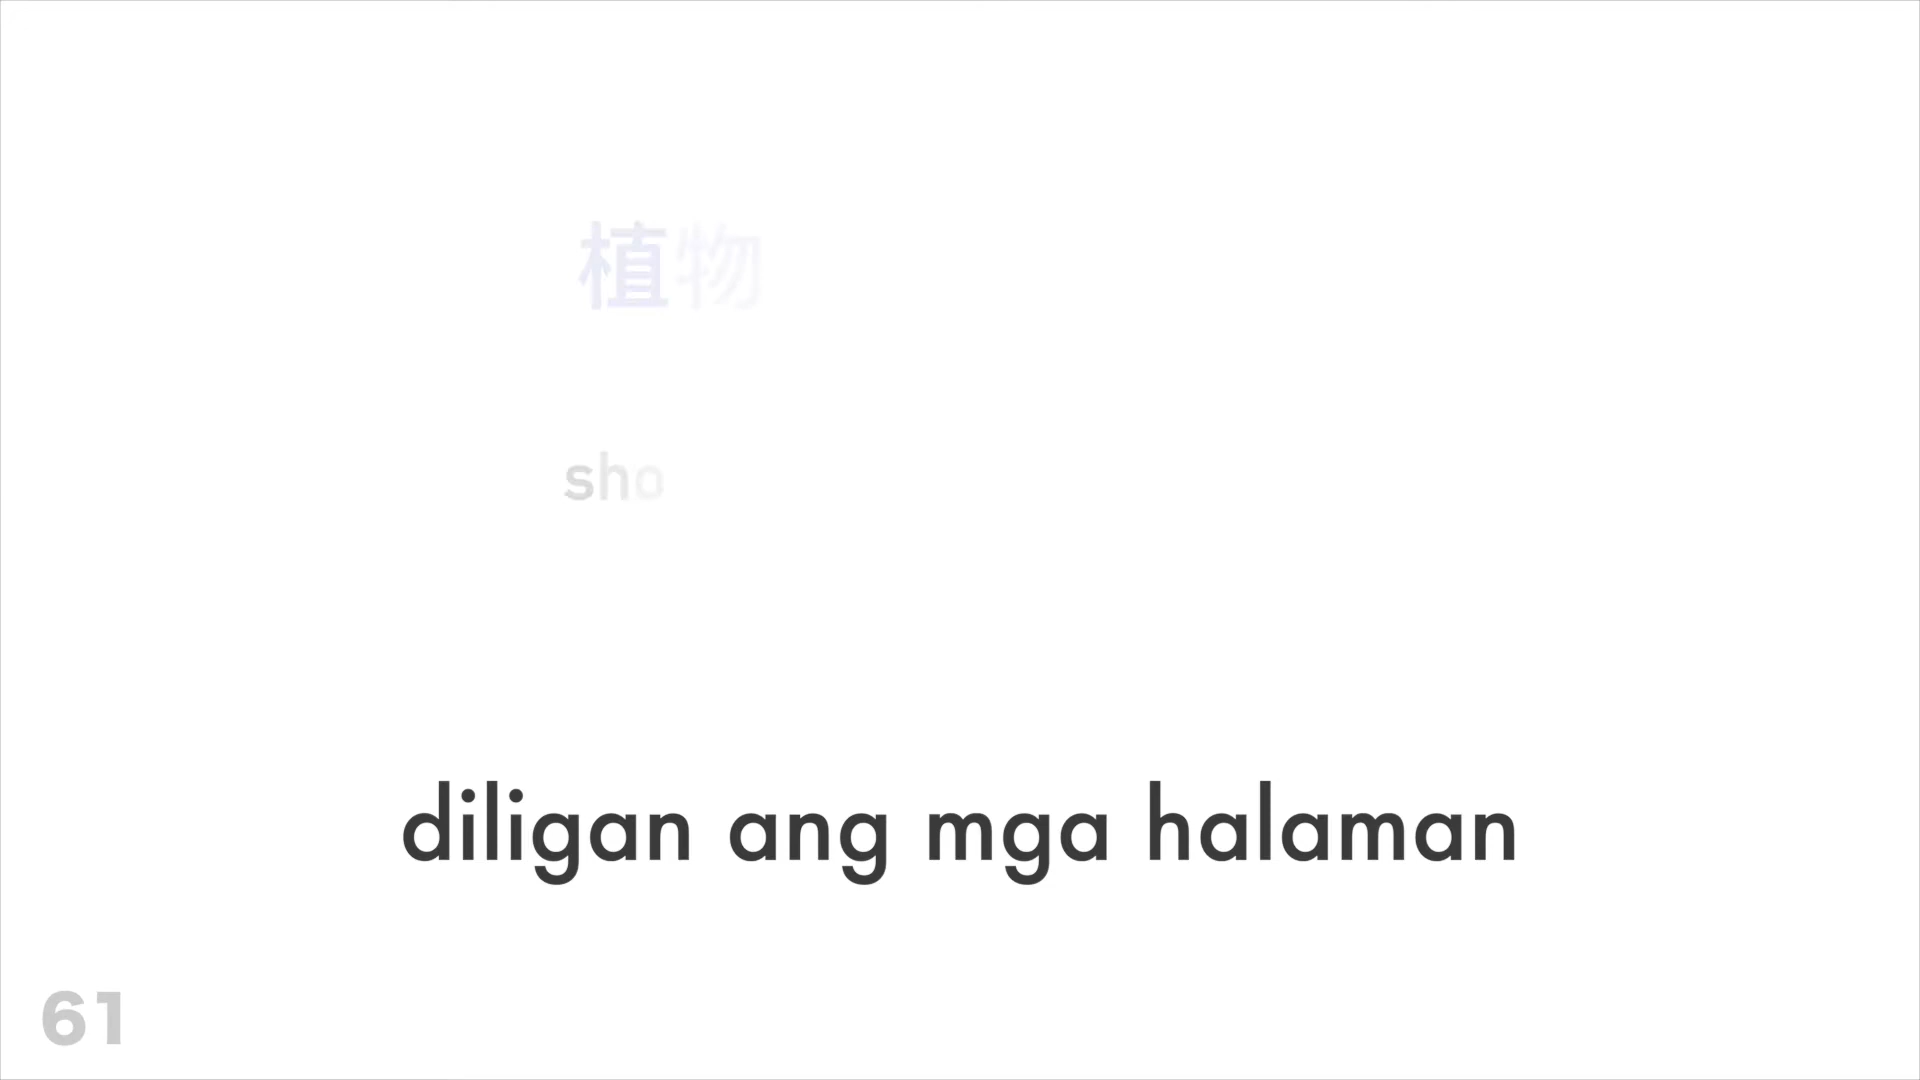 植物
sho
diligan ang mga halaman
61